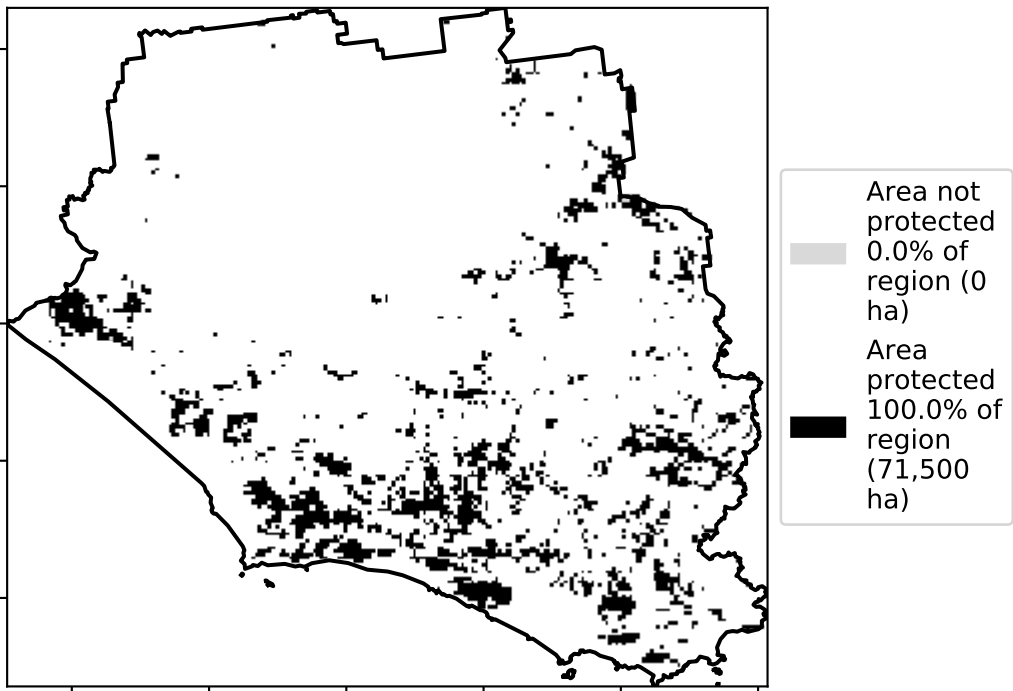 Area not
protected
0.0% of
region (0
ha)
Area
protected
100.0% of
region
(71,500
ha)